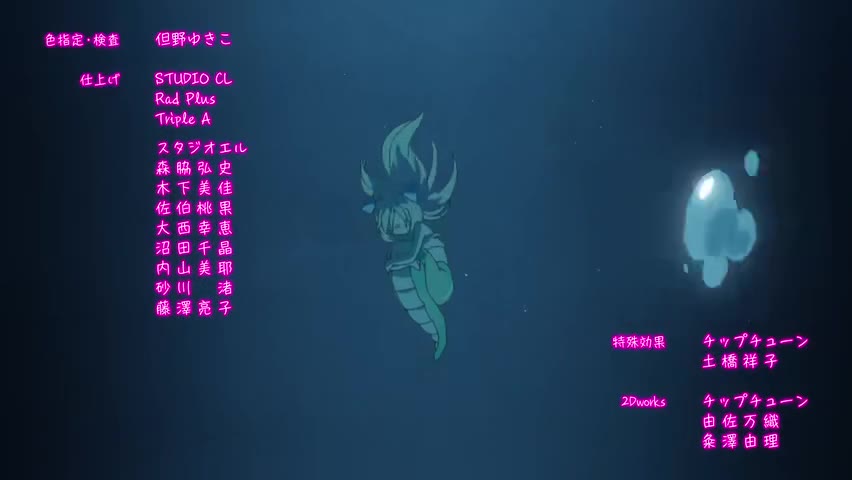 色指定・検査 但野ゆきこ
仕上げ STUDIO CL
Rad Plus
Triple A
スタジオエル
森脇弘史
木下美佳
佐伯桃果
大西幸恵
沼田千晶
内山美耶
砂川 渚
藤澤亮子
特殊効果 チップチューン
土橋祥子
2Dworks チップチューン
由佐万織
粂澤由理